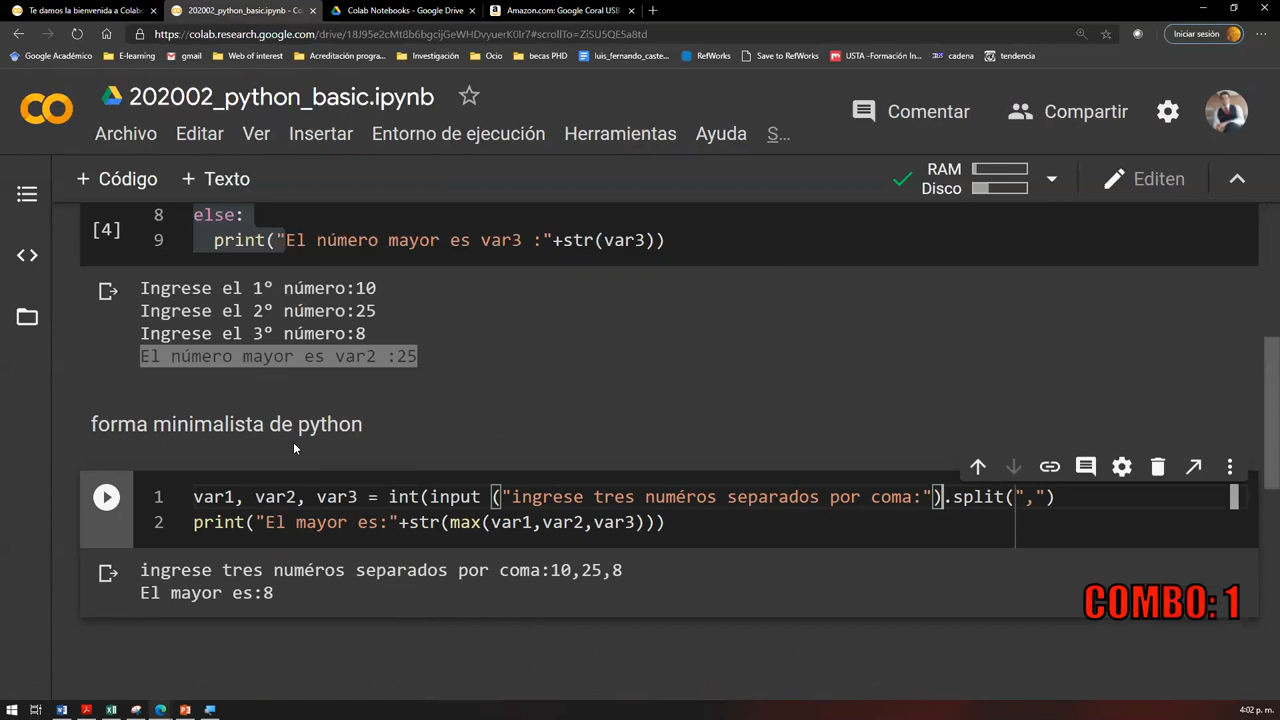 Te damos la bienvenida a Colabo
202002_python_basic.ipynb - Co
Colab Notebooks - Google Drive
Amazon.com: Google Coral USB
https://colab.research.google.com/drive/18J95e2cMt8b6bgcijGeWHDvyuerK0Ir7#scrollTo=ZiSU5QE5a8td
Iniciar sesión
Google Académico
E-Learning
gmail
Web of interest
Acreditación progra...
Investigación
Ocio
becas PHD
luis_fernando_caste...
RefWorks
Save to RefWorks
USTA -Formación In...
cadena
tendencia
202002_python_basic.ipynb
Comentar
Compartir
Archivo Editar Ver Insertar Entorno de ejecución Herramientas Ayuda S...
+ Código + Texto
RAM
Disco
Editen
[4]
8 else:
9 print("El número mayor es var3 :"+str(var3))
Ingrese el 1º número:10
Ingrese el 2º número:25
Ingrese el 3º número:8
El número mayor es var2 :25
forma minimalista de python
1 var1, var2, var3 = int(input ("ingrese tres numéros separados por coma:").split(",")
2 print("El mayor es:"+str(max(var1,var2,var3)))
ingrese tres numéros separados por coma:10,25,8
El mayor es:8
COMBO: 1
4:02 p. m.